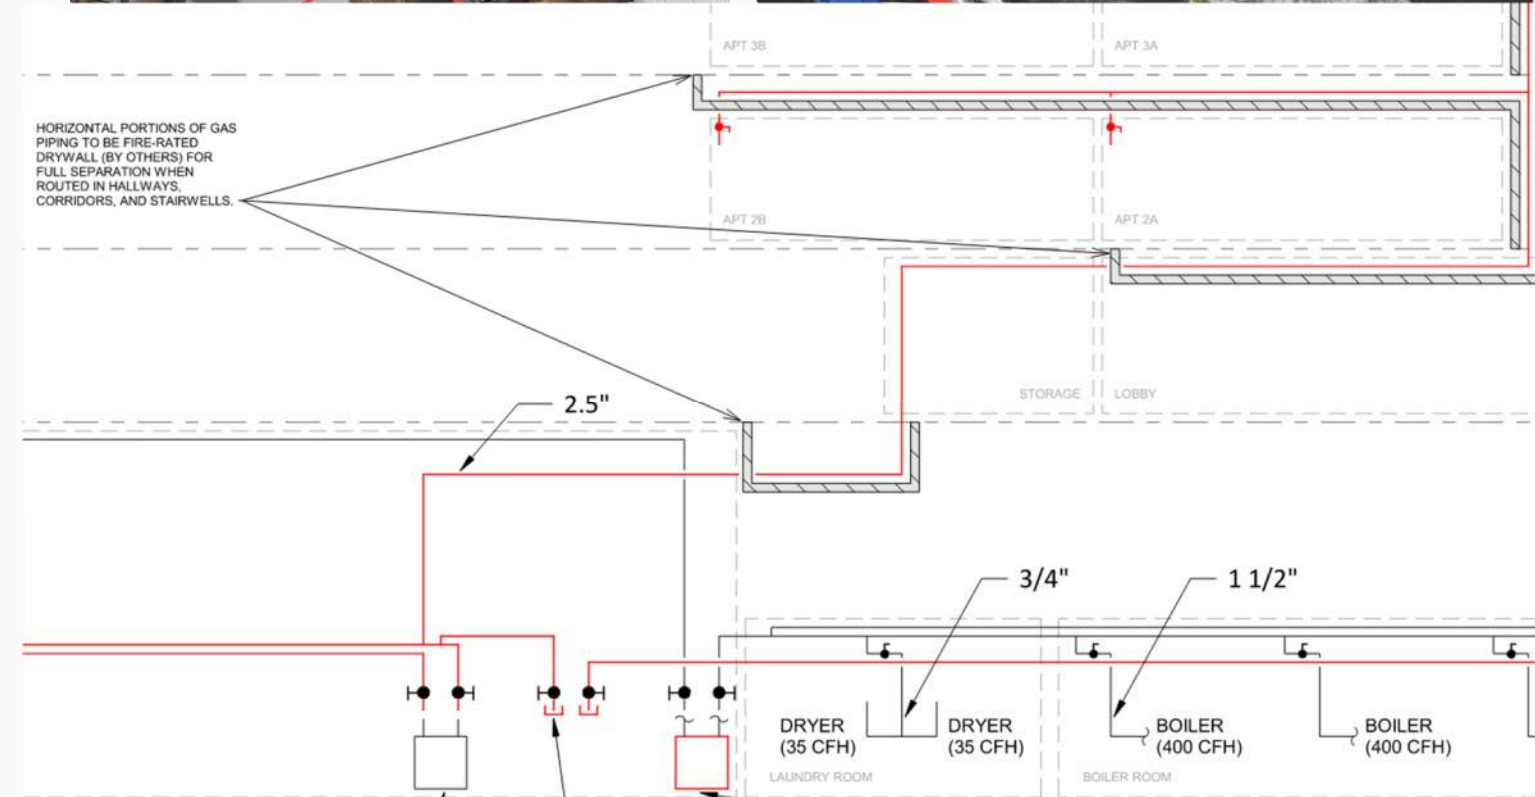 APT 3B
APT 3A
HORIZONTAL PORTIONS OF GAS
PIPING TO BE FIRE-RATED
DRYWALL (BY OTHERS) FOR
FULL SEPARATION WHEN
ROUTED IN HALLWAYS,
CORRIDORS, AND STAIRWELLS.
APT 2B
APT 2A
STORAGE
LOBBY
2.5"
3/4"
1 1/2"
DRYER
(35 CFH)
DRYER
(35 CFH)
BOILER
(400 CFH)
BOILER
(400 CFH)
LAUNDRY ROOM
BOILER ROOM